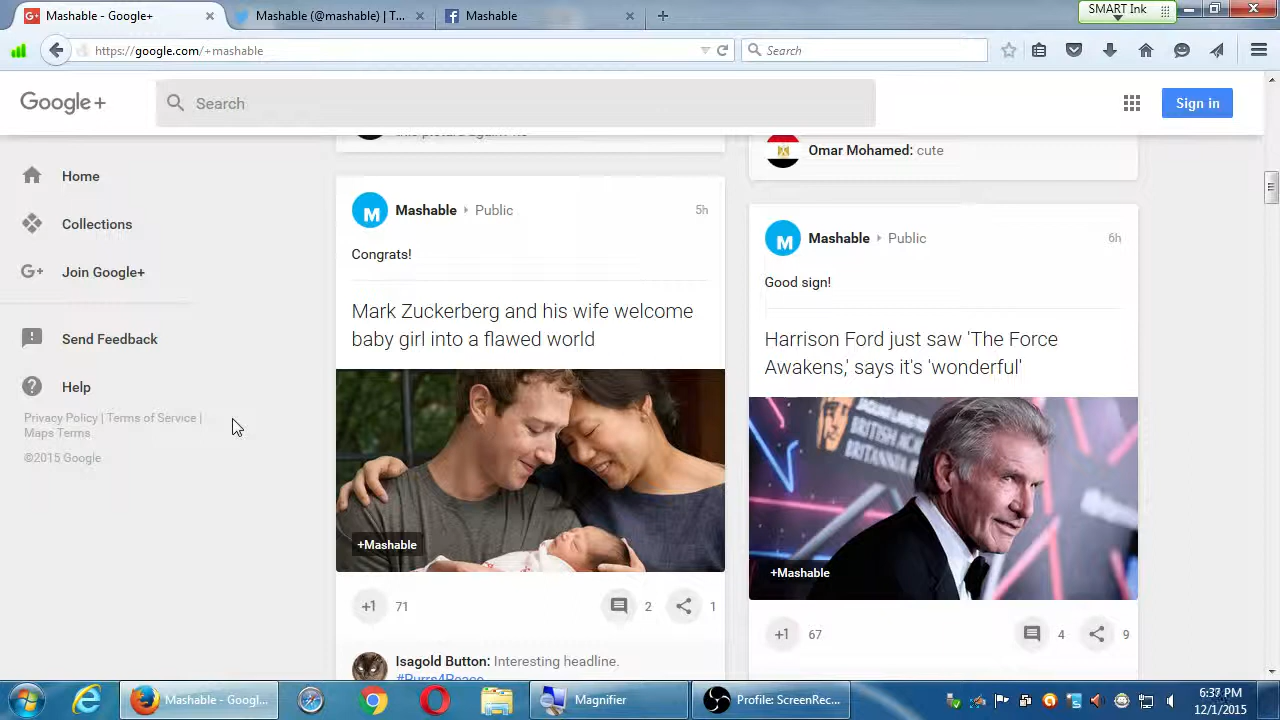 Mashable - Google+
Mashable (@mashable) | T...
Mashable
SMART Ink
https://google.com/+mashable
Search
Google+
Search
Sign in
Omar Mohamed: cute
Home
Collections
Join Google+
Send Feedback
Help
Privacy Policy | Terms of Service |
Maps Terms
©2015 Google
Mashable
Public
5h
Congrats!
Mark Zuckerberg and his wife welcome
baby girl into a flawed world
+Mashable
+1
71
2
1
Isagold Button: Interesting headline.
#Purrs4Peace
Mashable
Public
6h
Good sign!
Harrison Ford just saw 'The Force
Awakens,' says it's 'wonderful'
BRITISH AC
BRITANNIA
+Mashable
+1
67
4
9
Mashable - Googl...
Magnifier
Profile: ScreenRec...
6:37 PM
12/1/2015